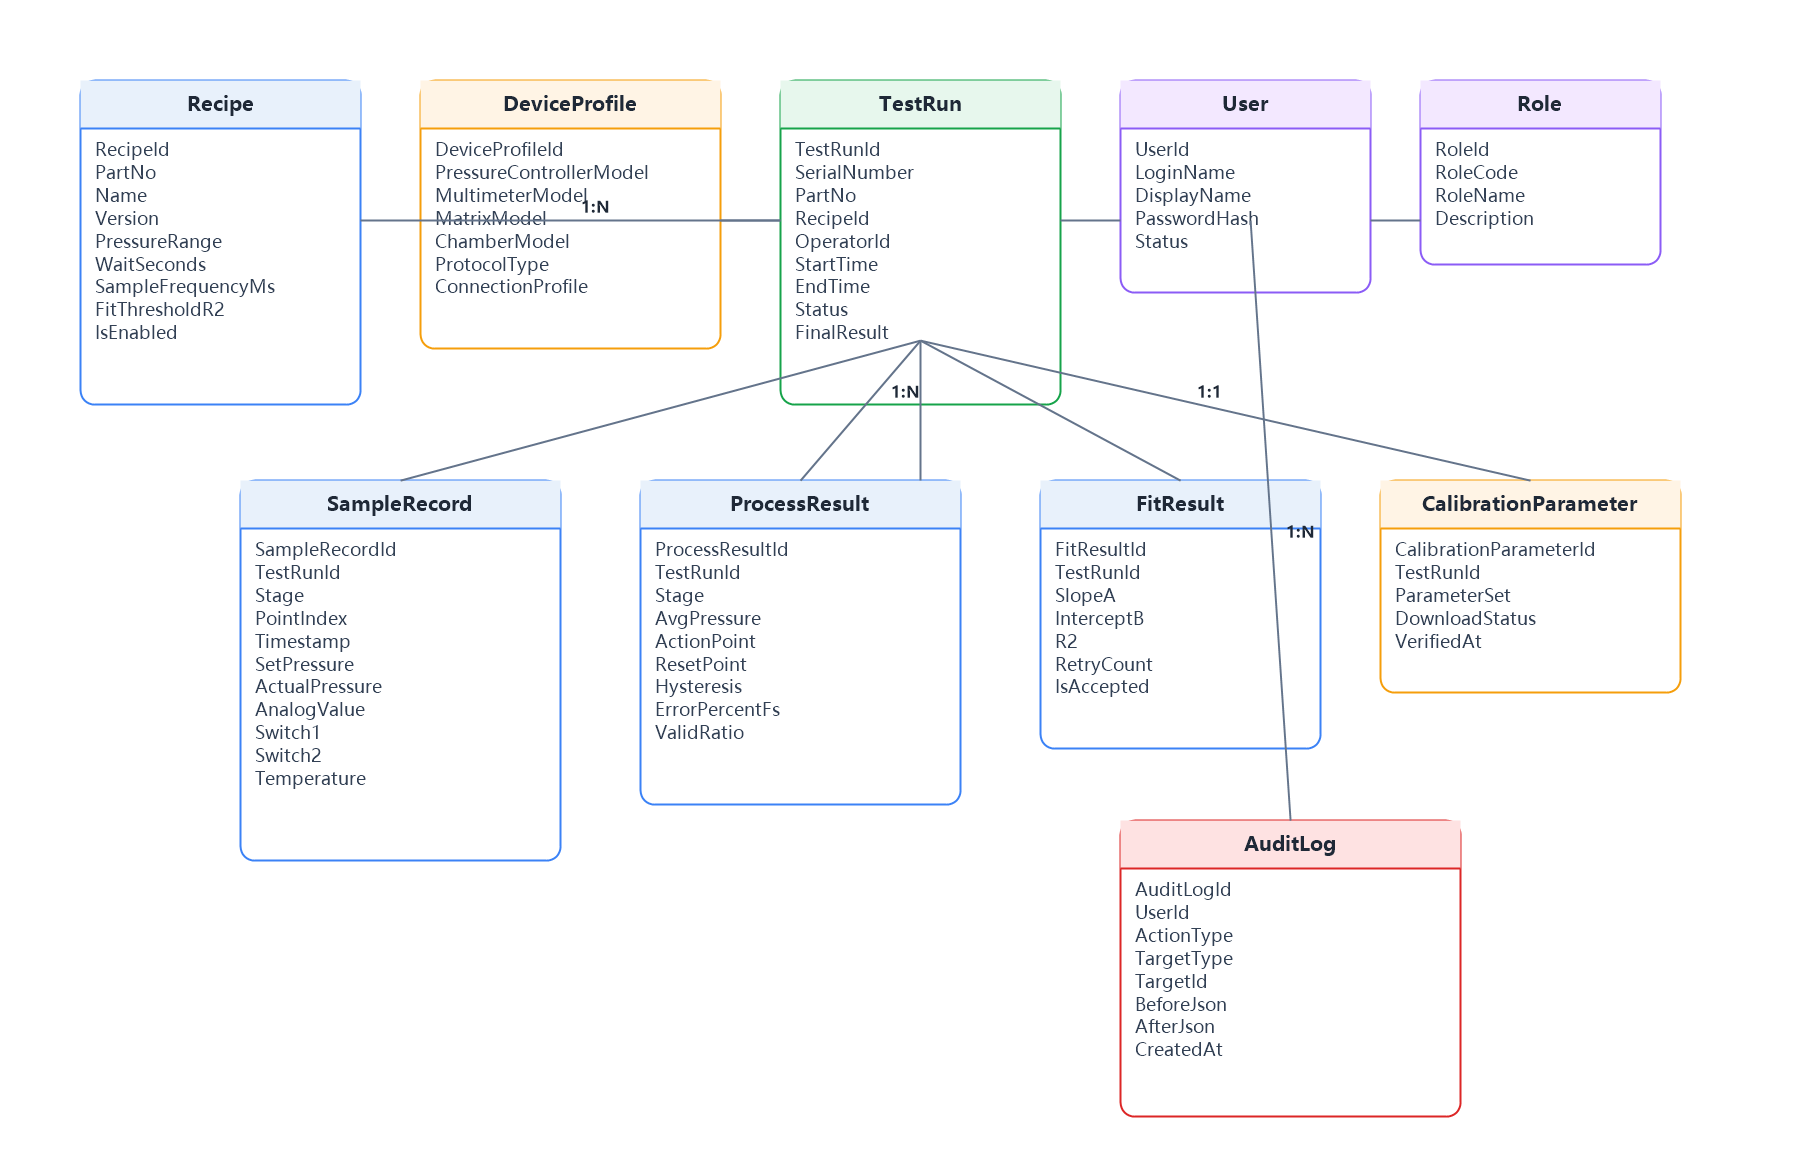 Recipe
RecipeId
PartNo
Name
Version
PressureRange
WaitSeconds
SampleFrequencyMs
FitThresholdR2
IsEnabled
DeviceProfile
DeviceProfileId
PressureControllerModel
MultimeterModel
MatrixModel
ChamberModel
ProtocolType
ConnectionProfile
1:N
TestRun
TestRunId
SerialNumber
PartNo
RecipeId
OperatorId
StartTime
EndTime
Status
FinalResult
User
UserId
LoginName
DisplayName
PasswordHash
Status
Role
RoleId
RoleCode
RoleName
Description
1:N
1:1
SampleRecord
SampleRecordId
TestRunId
Stage
PointIndex
Timestamp
SetPressure
ActualPressure
AnalogValue
Switch1
Switch2
Temperature
ProcessResult
ProcessResultId
TestRunId
Stage
AvgPressure
ActionPoint
ResetPoint
Hysteresis
ErrorPercentFs
ValidRatio
FitResult
1:N
FitResultId
TestRunId
SlopeA
InterceptB
R2
RetryCount
IsAccepted
CalibrationParameter
CalibrationParameterId
TestRunId
ParameterSet
DownloadStatus
VerifiedAt
AuditLog
AuditLogId
UserId
ActionType
TargetType
TargetId
BeforeJson
AfterJson
CreatedAt